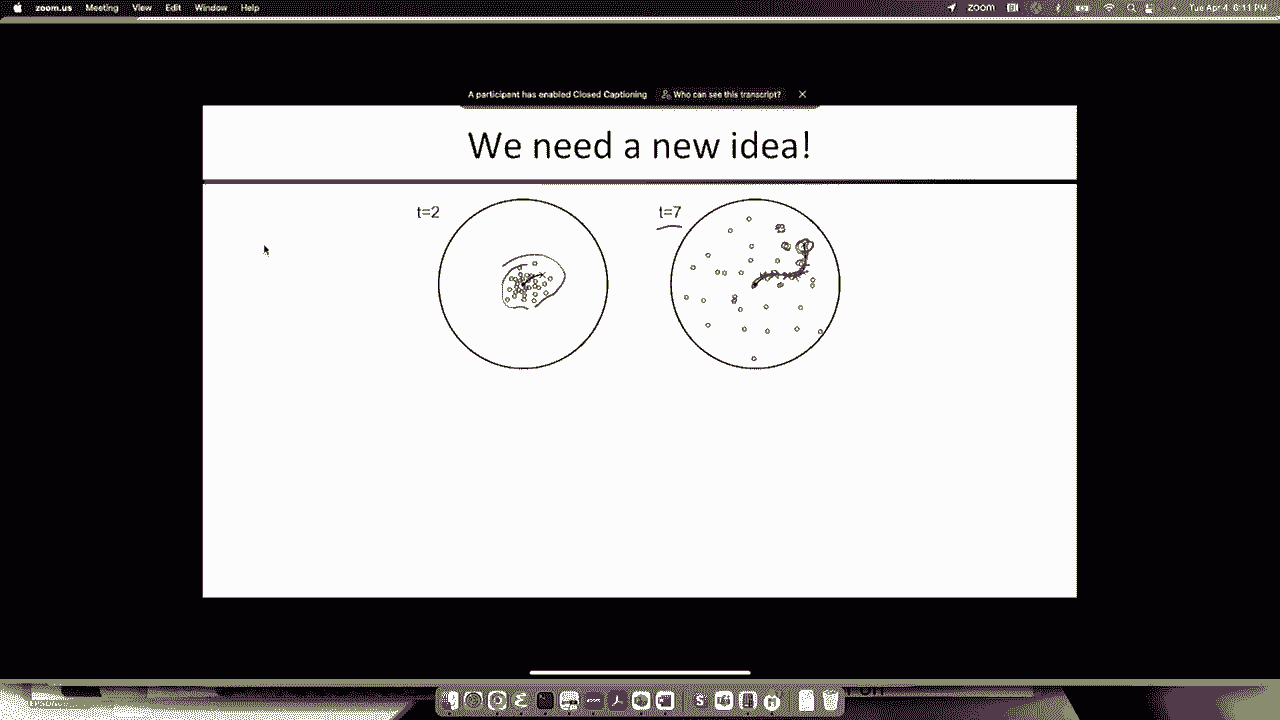 zoom.us Meeting View Edit Window Help zoom Tue Apr 4 6:11 PM
A participant has enabled Closed Captioning Who can see this transcript?
We need a new idea!
t=2 t=7